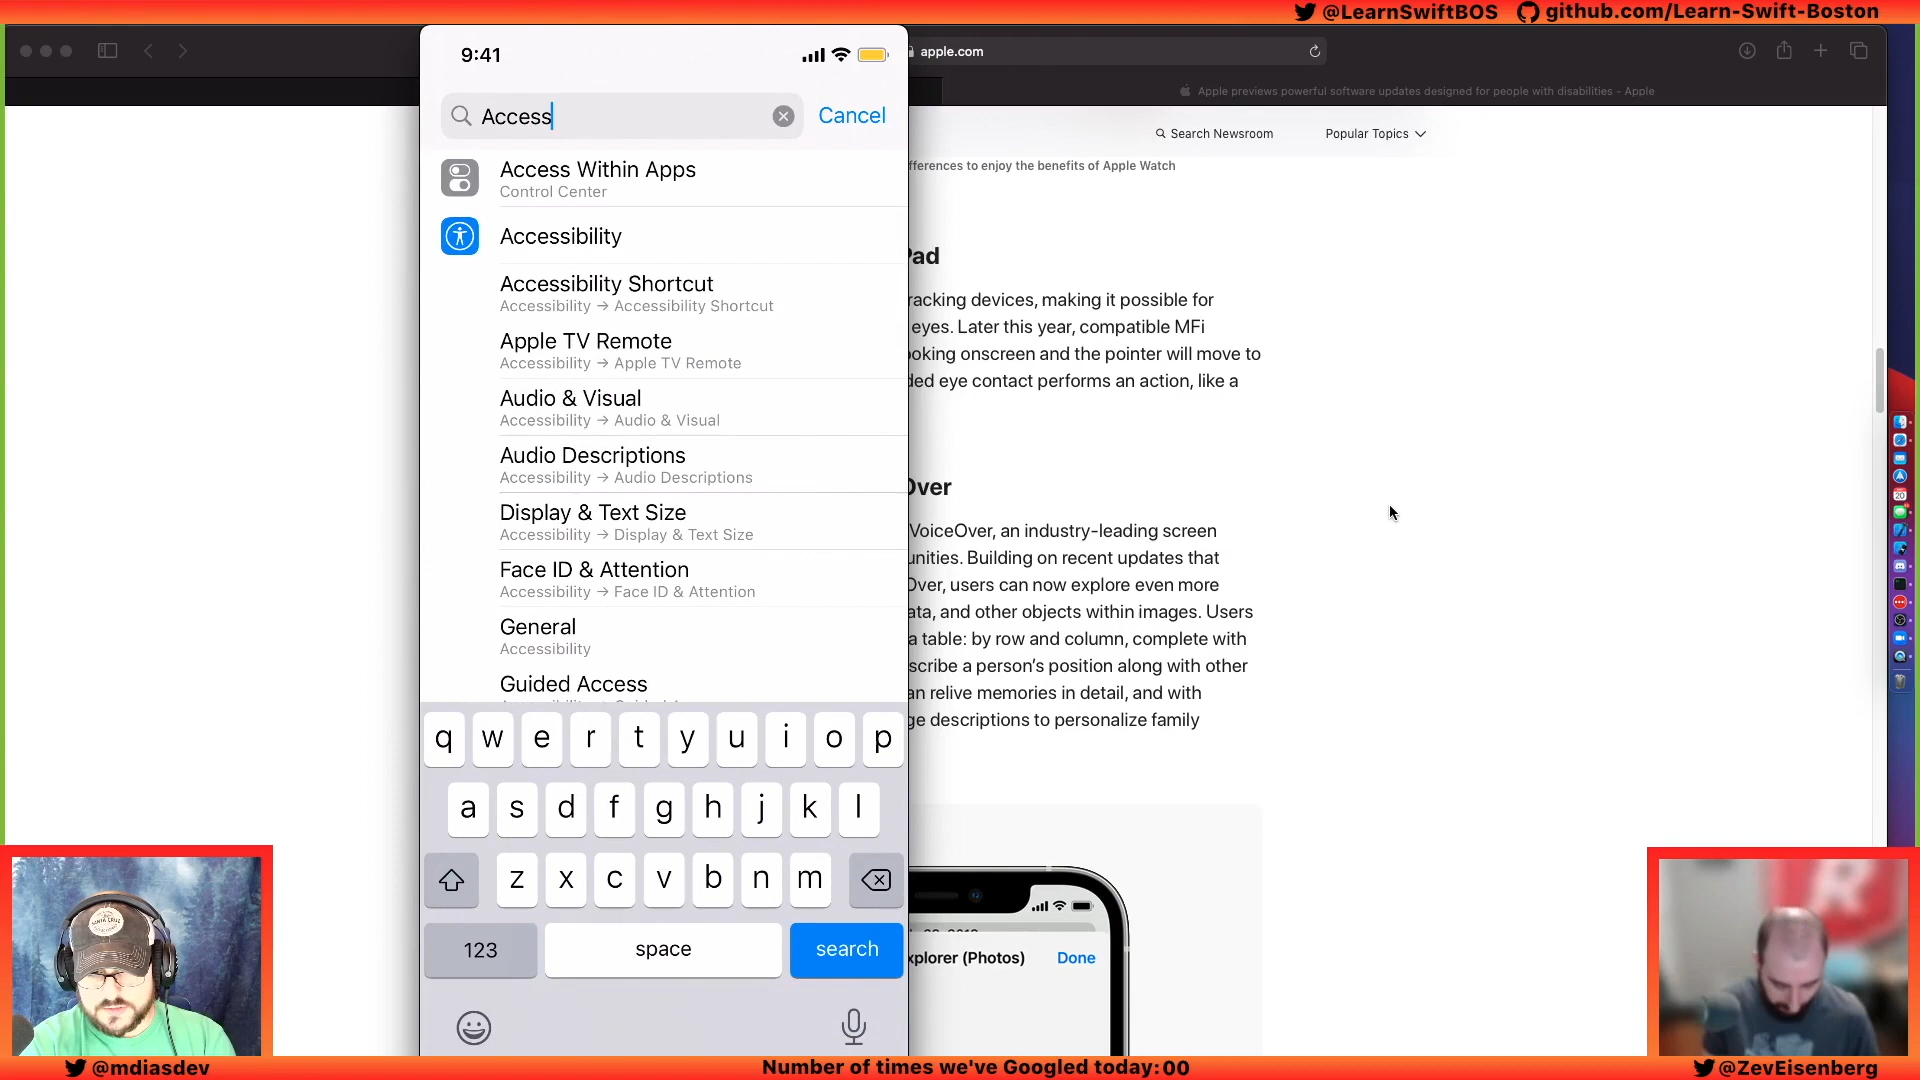 @LearnSwiftBOS github.com/Learn-Swift-Boston
apple.com
Apple previews powerful software updates designed for people with disabilities - Apple
Search Newsroom Popular Topics
fferences to enjoy the benefits of Apple Watch
9:41
Access
Cancel
Access Within Apps
Control Center
Accessibility
Accessibility Shortcut
Accessibility → Accessibility Shortcut
Apple TV Remote
Accessibility → Apple TV Remote
Audio & Visual
Accessibility → Audio & Visual
Audio Descriptions
Accessibility → Audio Descriptions
Display & Text Size
Accessibility → Display & Text Size
Face ID & Attention
Accessibility → Face ID & Attention
General
Accessibility
Guided Access
q w e r t y u i o p
a s d f g h j k l
z x c v b n m
123 space search
Pad
racking devices, making it possible for
eyes. Later this year, compatible MFi
ooking onscreen and the pointer will move to
ded eye contact performs an action, like a
Over
VoiceOver, an industry-leading screen
unities. Building on recent updates that
Over, users can now explore even more
ata, and other objects within images. Users
a table: by row and column, complete with
scribe a person's position along with other
an relive memories in detail, and with
ge descriptions to personalize family
xplorer (Photos) Done
20
@mdiasdev
Number of times we've Googled today: 00
@ZevEisenberg